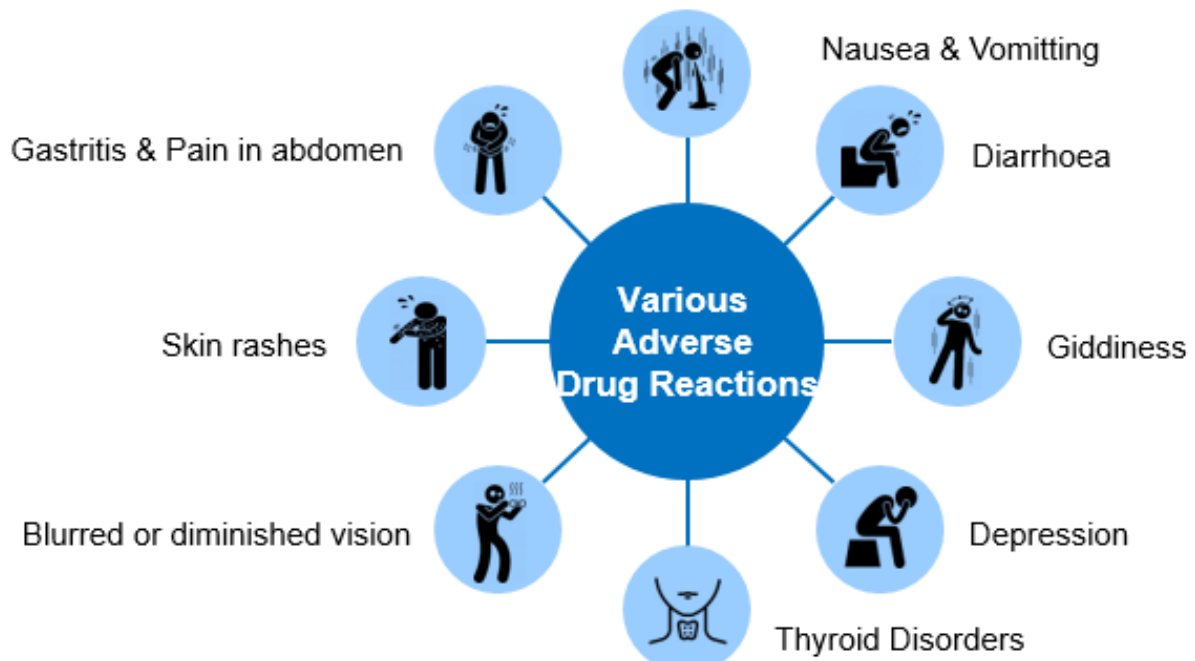 Nausea & Vomitting
Gastritis & Pain in abdomen
Diarrhoea
Various
Adverse
Drug Reactions
Skin rashes
Giddiness
Blurred or diminished vision
Depression
Thyroid Disorders